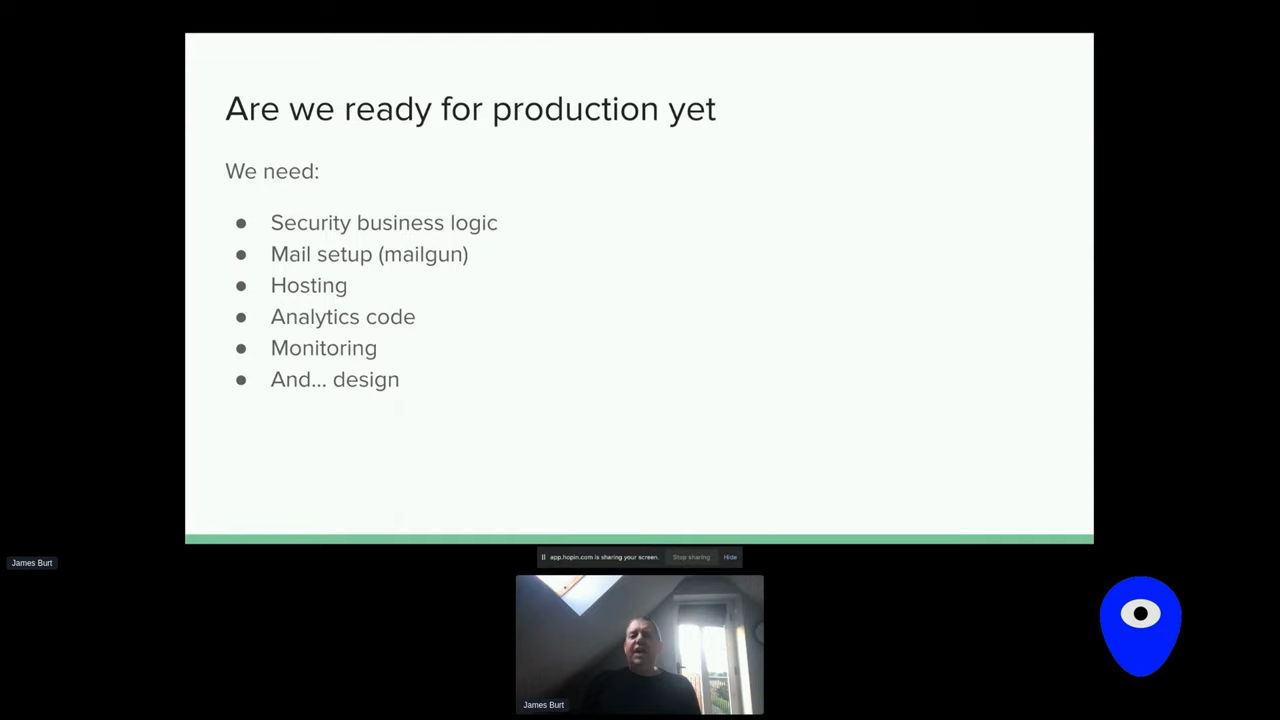 Are we ready for production yet
We need:
● Security business logic
● Mail setup (mailgun)
● Hosting
● Analytics code
● Monitoring
● And... design
app.hopin.com is sharing your screen.
Stop sharing
Hide
James Burt
James Burt